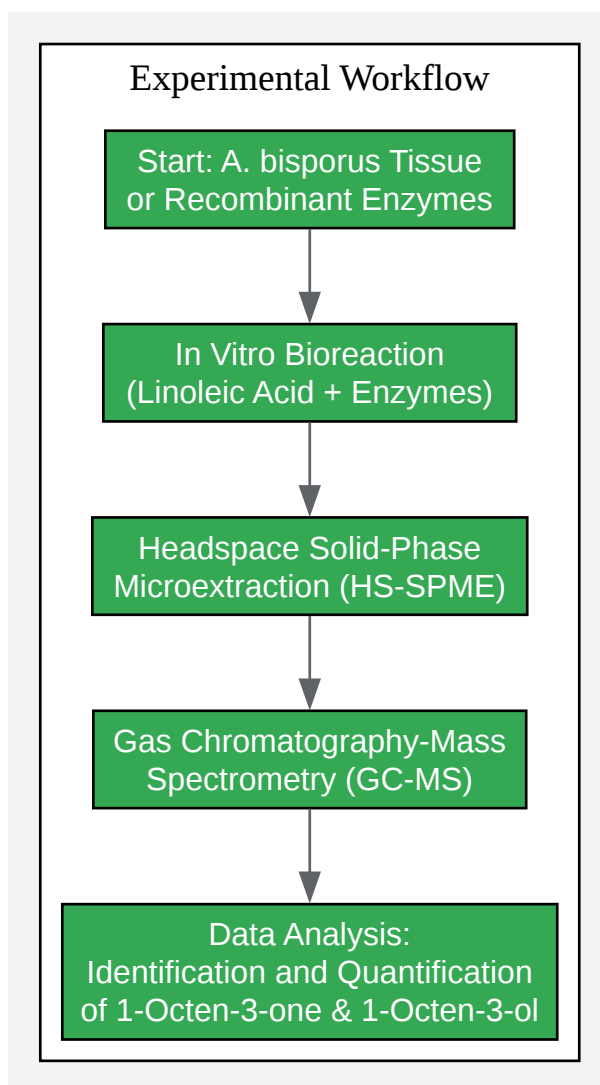 Experimental Workflow
Start: A. bisporus Tissue
or Recombinant Enzymes
In Vitro Bioreaction
(Linoleic Acid + Enzymes)
Headspace Solid-Phase
Microextraction (HS-SPME)
Gas Chromatography-Mass
Spectrometry (GC-MS)
Data Analysis:
Identification and Quantification
of 1-Octen-3-one & 1-Octen-3-ol